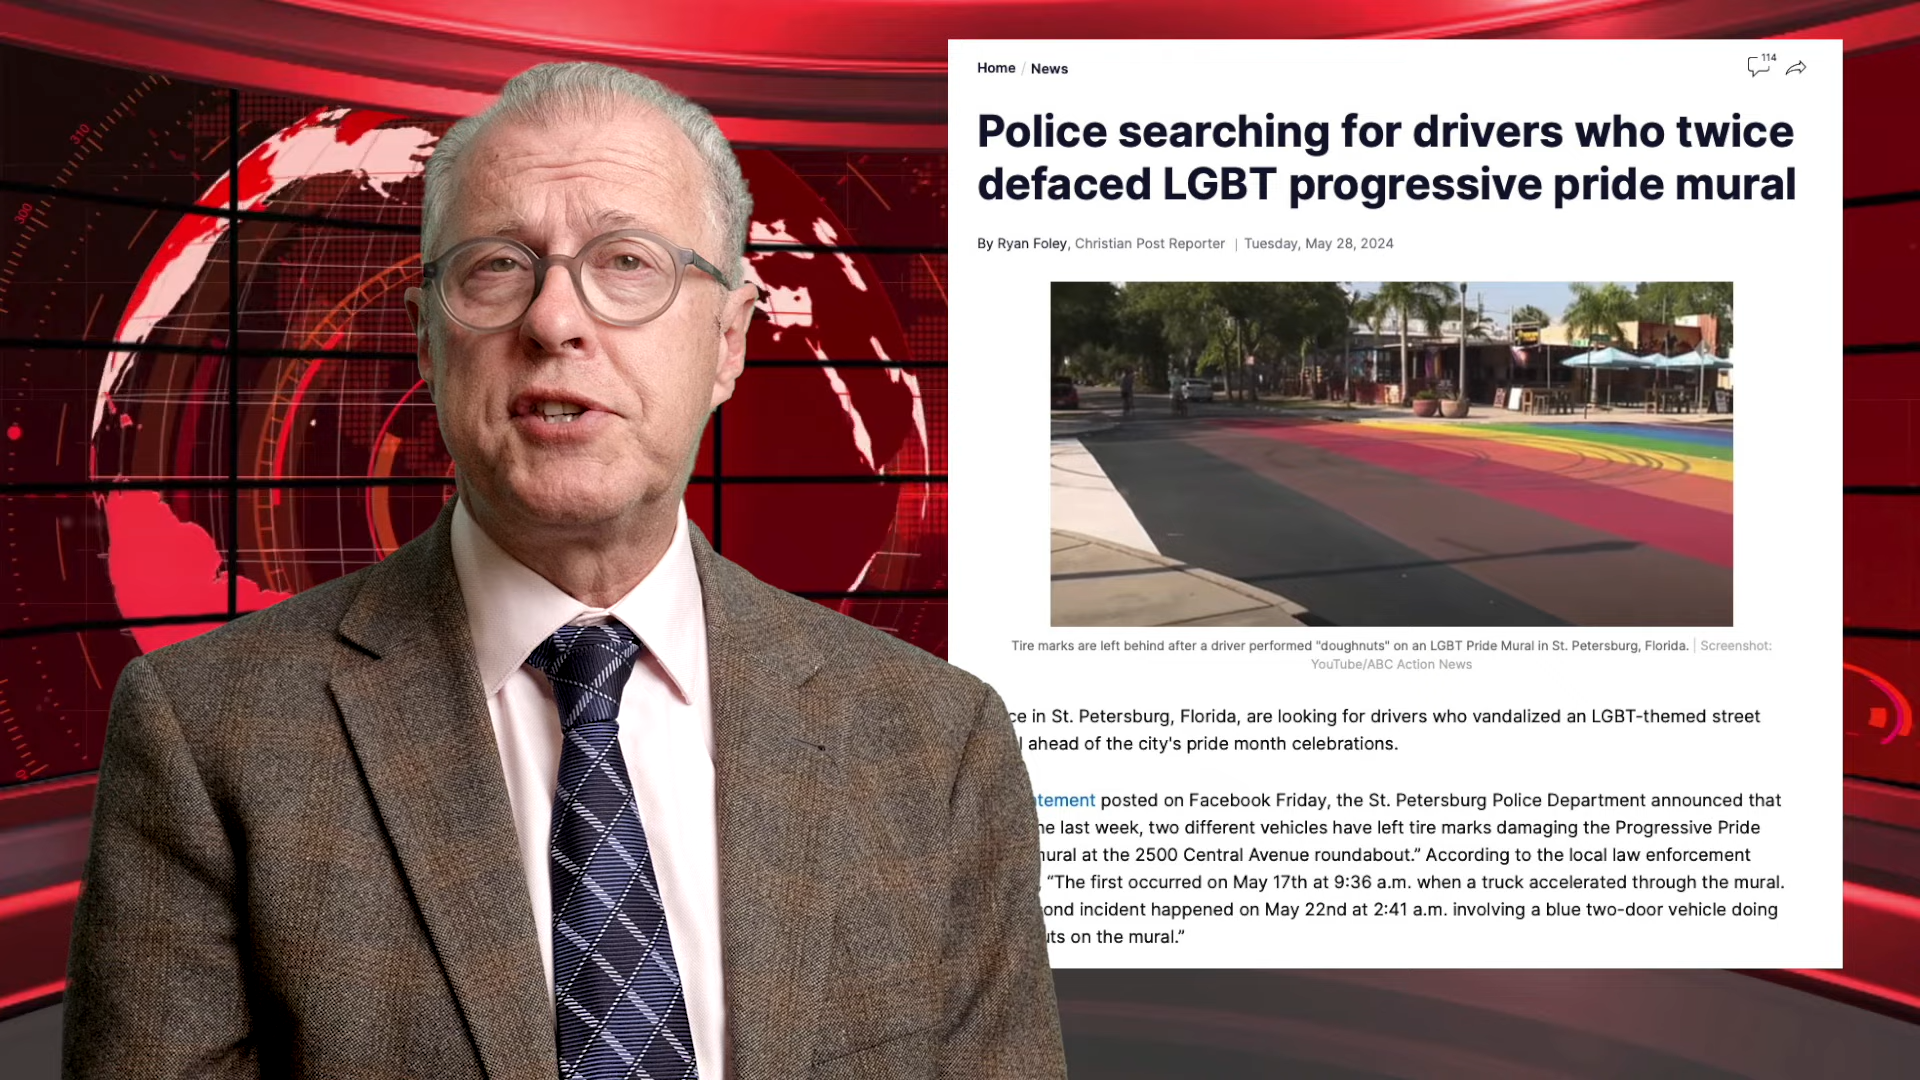 Home / News
114
Police searching for drivers who twice
defaced LGBT progressive pride mural
By Ryan Foley, Christian Post Reporter | Tuesday, May 28, 2024
Tire marks are left behind after a driver performed "doughnuts" on an LGBT Pride Mural in St. Petersburg, Florida. | Screenshot:
YouTube/ABC Action News
ce in St. Petersburg, Florida, are looking for drivers who vandalized an LGBT-themed street
l ahead of the city's pride month celebrations.
tement posted on Facebook Friday, the St. Petersburg Police Department announced that
he last week, two different vehicles have left tire marks damaging the Progressive Pride
nural at the 2500 Central Avenue roundabout.” According to the local law enforcement
, “The first occurred on May 17th at 9:36 a.m. when a truck accelerated through the mural.
ond incident happened on May 22nd at 2:41 a.m. involving a blue two-door vehicle doing
uts on the mural.”
310
300